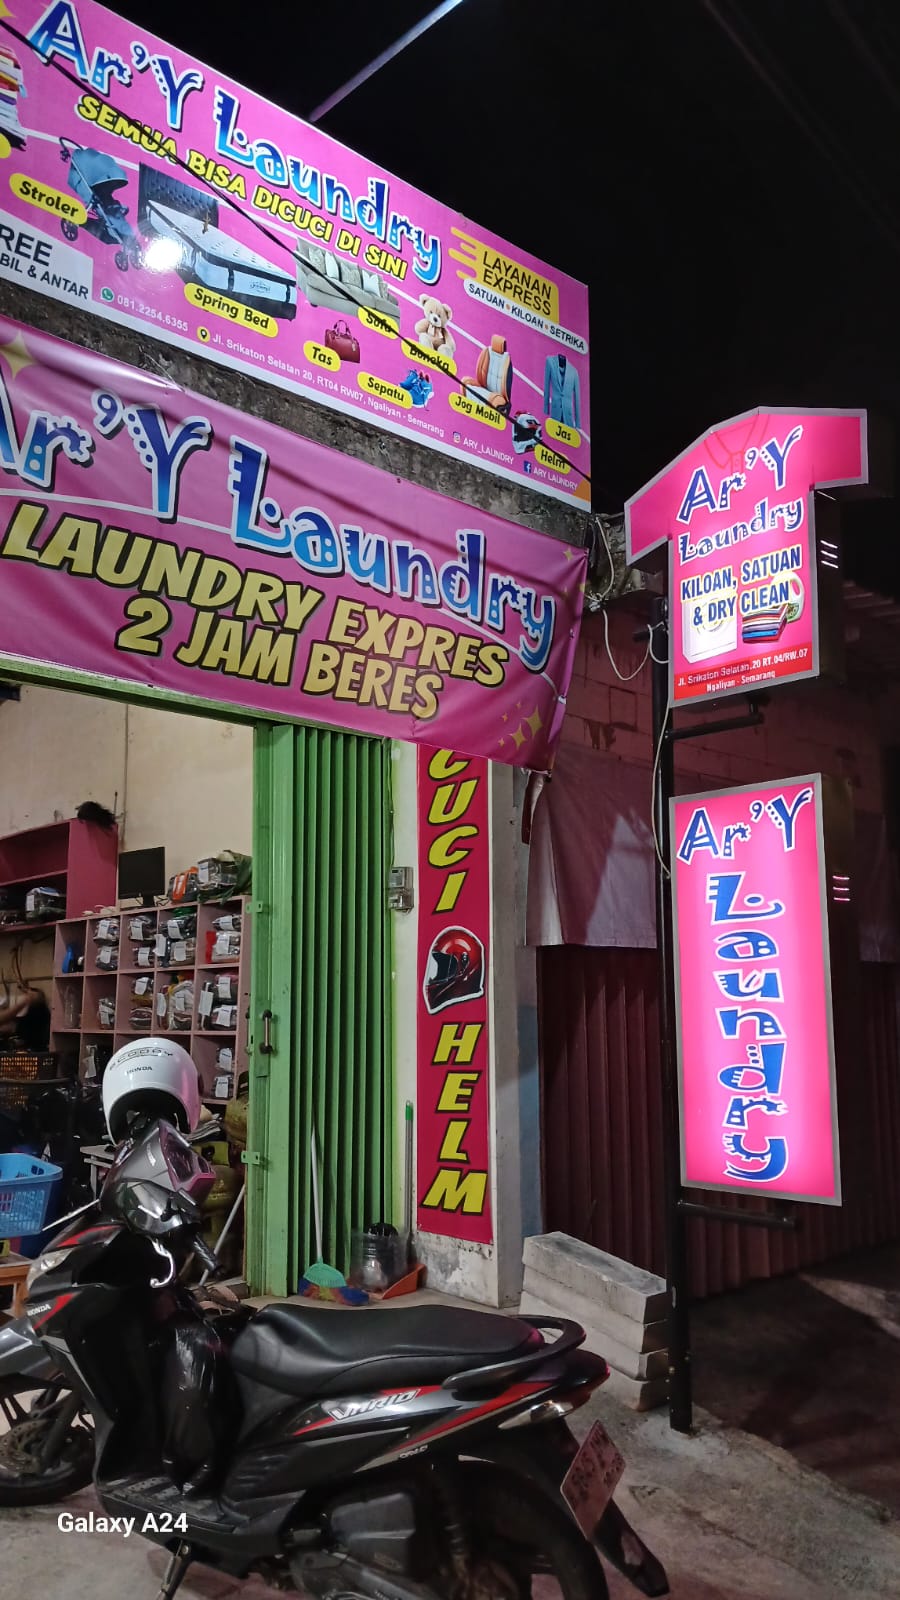 Ar'Y Laundry
SEMUA BISA DICUCI DI SINI
LAYANAN
EXPRESS
SATUAN • KILOAN • SETRIKA
Stroler
Spring Bed
Sofa
Boneka
Tas
Sepatu
Jog Mobil
Jas
Helm
& ANTAR
081.2254.6355
Jl. Srikaton Selatan 20, RT04 RW07, Ngaliyan - Semarang
ARY_LAUNDRY
ARY LAUNDRY
Ar'Y Laundry
LAUNDRY EXPRES
2 JAM BERES
Ar'Y
Laundry
KILOAN, SATUAN
& DRY CLEAN
Jl. Srikaton Selatan .20 RT.04/RW.07
Ngaliyan - Semarang
Ar'Y
Laundry
CUCI
HELM
HONDA
HONDA
VARIO
Galaxy A24